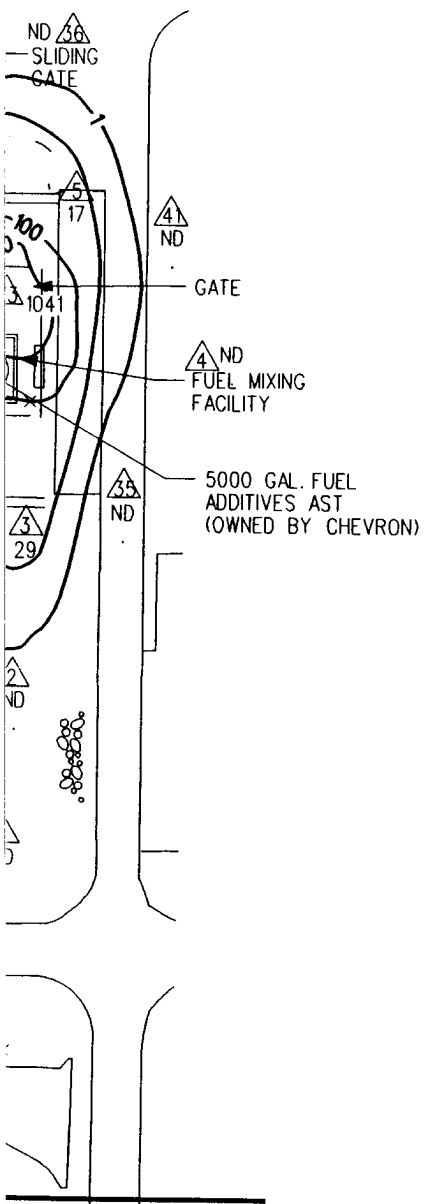 ND 36
SLIDING
GATE
1
5
17
41
ND
100
GATE
1041
4 ND
FUEL MIXING
FACILITY
5000 GAL. FUEL
ADDITIVES AST
(OWNED BY CHEVRON)
35
ND
3
29
2
ND